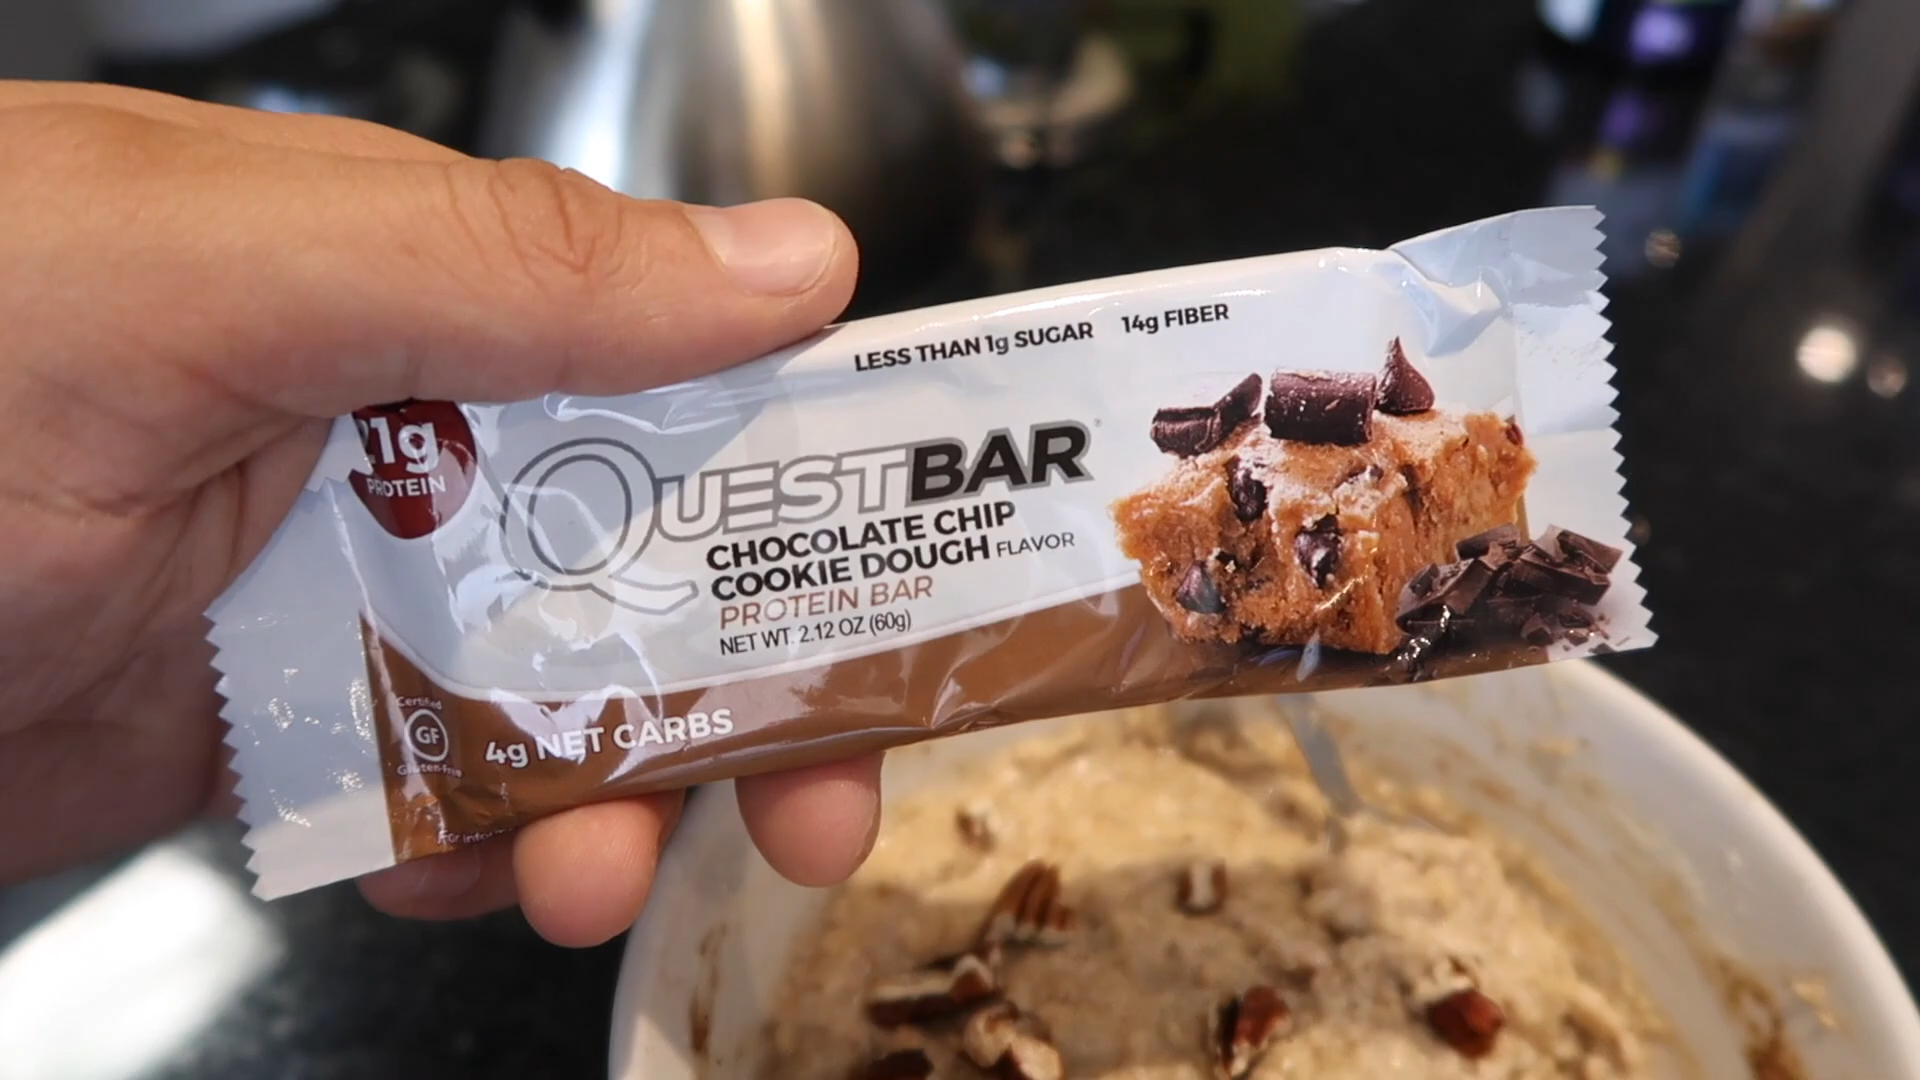 LESS THAN 1g SUGAR 14g FIBER
21g
PROTEIN
QUESTBAR
CHOCOLATE CHIP
COOKIE DOUGH FLAVOR
PROTEIN BAR
NET WT. 2.12 OZ (60g)
Certified
GF
Gluten-Free
4g NET CARBS
For